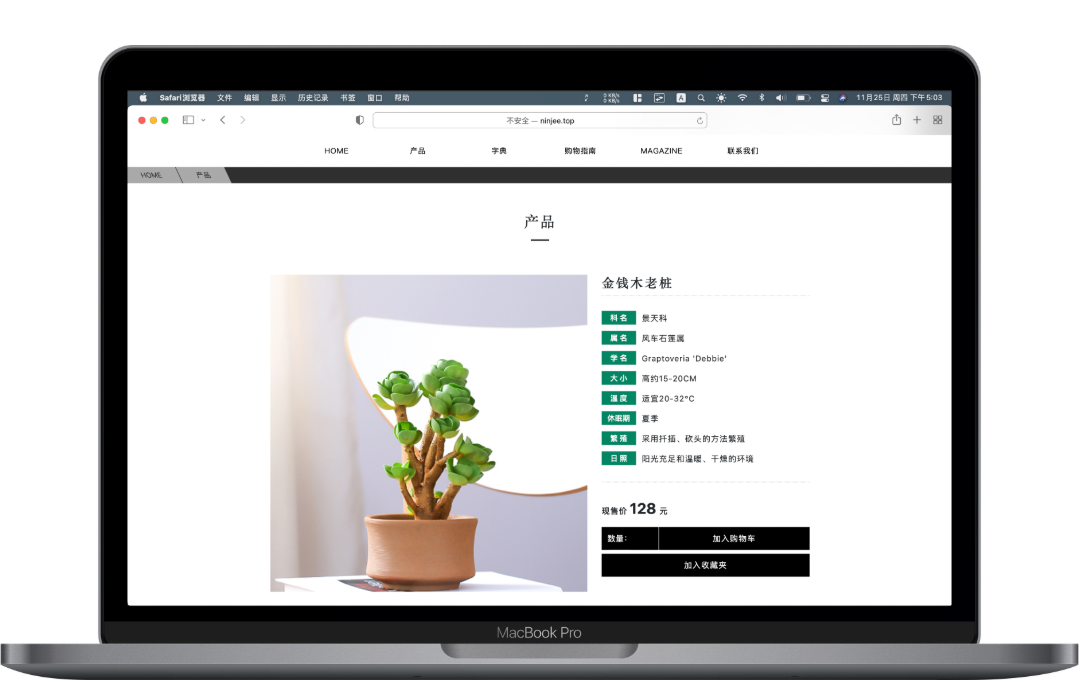 Safari浏览器 文件 编辑 显示 历史记录 书签 窗口 帮助 0 KB/s 0 KB/s A 11月25日 周四 下午5:03
不安全 — ninjee.top
HOME 产品 字典 购物指南 MAGAZINE 联系我们
HOME 产品
产品
金钱木老桩
科名 景天科
属名 风车石莲属
学名 Graptoveria 'Debbie'
大小 高约15-20CM
温度 适宜20-32°C
休眠期 夏季
繁殖 采用扦插、砍头的方法繁殖
日照 阳光充足和温暖、干燥的环境
现售价 128 元
数量: 加入购物车
加入收藏夹
MacBook Pro